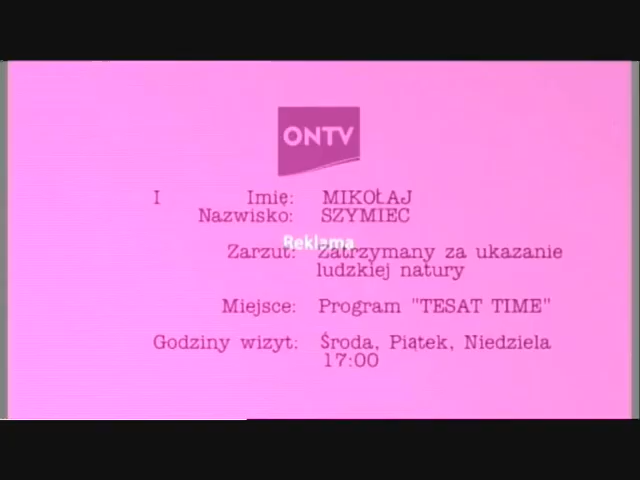 ONTV
I Imię: MIKOŁAJ
Nazwisko: SZYMIEC
Reklama
Zarzut: Zatrzymany za ukazanie
ludzkiej natury
Miejsce: Program "TESAT TIME"
Godziny wizyt: Środa, Piątek, Niedziela
17:00